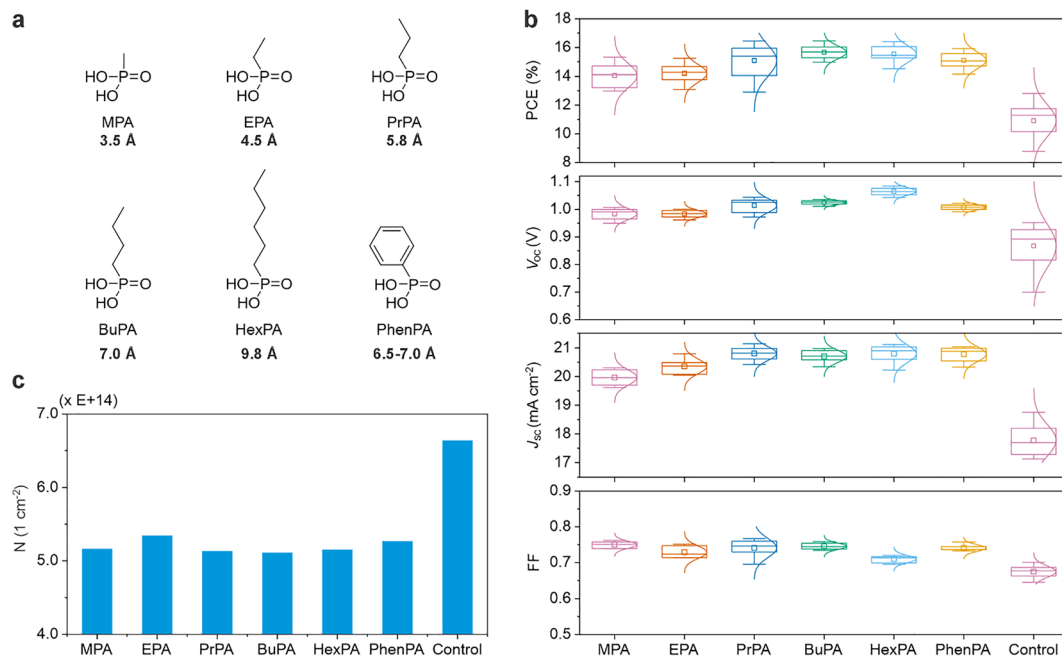 a
HO-P=O
HO
MPA
3.5 Å
HO-P=O
HO
EPA
4.5 Å
HO-P=O
HO
PrPA
5.8 Å
HO-P=O
HO
BuPA
7.0 Å
HO-P=O
HO
HexPA
9.8 Å
HO-P=O
HO
PhenPA
6.5-7.0 Å
b
PCE (%)
18
16
14
12
10
8
Voc (V)
1.1
1.0
0.9
0.8
0.7
0.6
Jsc (mA cm-2)
21
20
19
18
17
FF
0.9
0.8
0.7
0.6
0.5
MPA EPA PrPA BuPA HexPA PhenPA Control
c
(x E+14)
N (1 cm-2)
7.0
6.0
5.0
4.0
MPA EPA PrPA BuPA HexPA PhenPA Control